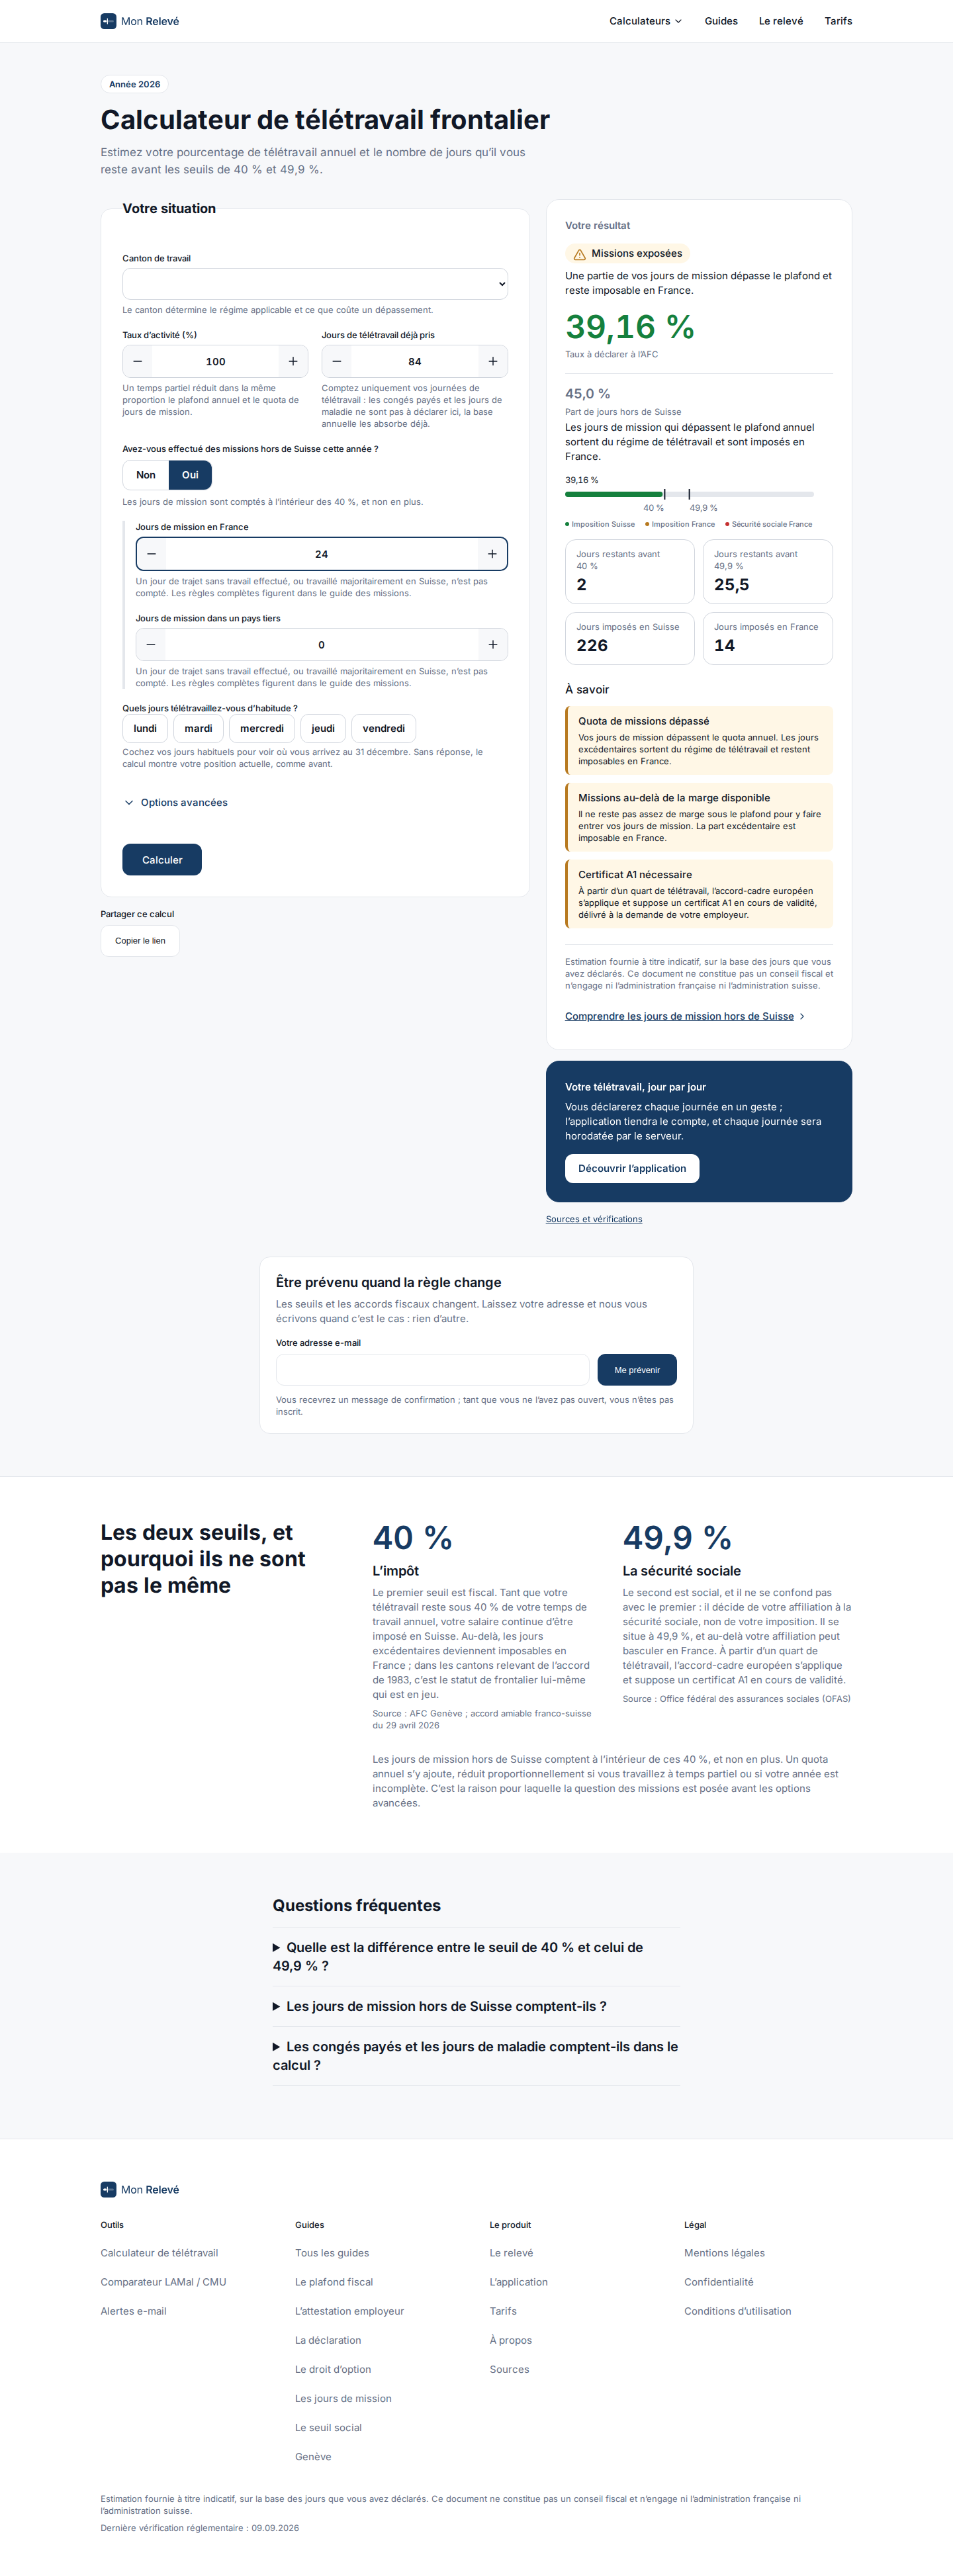 Mon Relevé
Calculateurs
Guides
Le relevé
Tarifs
Année 2026
Calculateur de télétravail frontalier
Estimez votre pourcentage de télétravail annuel et le nombre de jours qu’il vous
reste avant les seuils de 40 % et 49,9 %.
Votre situation
Canton de travail
Le canton détermine le régime applicable et ce que coûte un dépassement.
Taux d’activité (%)
100
Un temps partiel réduit dans la même
proportion le plafond annuel et le quota de
jours de mission.
Jours de télétravail déjà pris
84
Comptez uniquement vos journées de
télétravail : les congés payés et les jours de
maladie ne sont pas à déclarer ici, la base
annuelle les absorbe déjà.
Avez-vous effectué des missions hors de Suisse cette année ?
Non
Oui
Les jours de mission sont comptés à l’intérieur des 40 %, et non en plus.
Jours de mission en France
24
Un jour de trajet sans travail effectué, ou travaillé majoritairement en Suisse, n’est pas
compté. Les règles complètes figurent dans le guide des missions.
Jours de mission dans un pays tiers
0
Un jour de trajet sans travail effectué, ou travaillé majoritairement en Suisse, n’est pas
compté. Les règles complètes figurent dans le guide des missions.
Quels jours télétravaillez-vous d’habitude ?
lundi
mardi
mercredi
jeudi
vendredi
Cochez vos jours habituels pour voir où vous arrivez au 31 décembre. Sans réponse, le
calcul montre votre position actuelle, comme avant.
Options avancées
Calculer
Partager ce calcul
Copier le lien
Votre résultat
Missions exposées
Une partie de vos jours de mission dépasse le plafond et
reste imposable en France.
39,16 %
Taux à déclarer à l’AFC
45,0 %
Part de jours hors de Suisse
Les jours de mission qui dépassent le plafond annuel
sortent du régime de télétravail et sont imposés en
France.
39,16 %
40 %
49,9 %
Imposition Suisse
Imposition France
Sécurité sociale France
Jours restants avant
40 %
2
Jours restants avant
49,9 %
25,5
Jours imposés en Suisse
226
Jours imposés en France
14
À savoir
Quota de missions dépassé
Vos jours de mission dépassent le quota annuel. Les jours
excédentaires sortent du régime de télétravail et restent
imposables en France.
Missions au-delà de la marge disponible
Il ne reste pas assez de marge sous le plafond pour y faire
entrer vos jours de mission. La part excédentaire est
imposable en France.
Certificat A1 nécessaire
À partir d’un quart de télétravail, l’accord-cadre européen
s’applique et suppose un certificat A1 en cours de validité,
délivré à la demande de votre employeur.
Estimation fournie à titre indicatif, sur la base des jours que vous
avez déclarés. Ce document ne constitue pas un conseil fiscal et
n’engage ni l’administration française ni l’administration suisse.
Comprendre les jours de mission hors de Suisse
Votre télétravail, jour par jour
Vous déclarerez chaque journée en un geste ;
l’application tiendra le compte, et chaque journée sera
horodatée par le serveur.
Découvrir l’application
Sources et vérifications
Être prévenu quand la règle change
Les seuils et les accords fiscaux changent. Laissez votre adresse et nous vous
écrivons quand c’est le cas : rien d’autre.
Votre adresse e-mail
Me prévenir
Vous recevrez un message de confirmation ; tant que vous ne l’avez pas ouvert, vous n’êtes pas
inscrit.
Les deux seuils, et
pourquoi ils ne sont
pas le même
40 %
L’impôt
Le premier seuil est fiscal. Tant que votre
télétravail reste sous 40 % de votre temps de
travail annuel, votre salaire continue d’être
imposé en Suisse. Au-delà, les jours
excédentaires deviennent imposables en
France ; dans les cantons relevant de l’accord
de 1983, c’est le statut de frontalier lui-même
qui est en jeu.
Source : AFC Genève ; accord amiable franco-suisse
du 29 avril 2026
49,9 %
La sécurité sociale
Le second est social, et il ne se confond pas
avec le premier : il décide de votre affiliation à la
sécurité sociale, non de votre imposition. Il se
situe à 49,9 %, et au-delà votre affiliation peut
basculer en France. À partir d’un quart de
télétravail, l’accord-cadre européen s’applique
et suppose un certificat A1 en cours de validité.
Source : Office fédéral des assurances sociales (OFAS)
Les jours de mission hors de Suisse comptent à l’intérieur de ces 40 %, et non en plus. Un quota
annuel s’y ajoute, réduit proportionnellement si vous travaillez à temps partiel ou si votre année est
incomplète. C’est la raison pour laquelle la question des missions est posée avant les options
avancées.
Questions fréquentes
Quelle est la différence entre le seuil de 40 % et celui de
49,9 % ?
Les jours de mission hors de Suisse comptent-ils ?
Les congés payés et les jours de maladie comptent-ils dans le
calcul ?
Mon Relevé
Outils
Calculateur de télétravail
Comparateur LAMal / CMU
Alertes e-mail
Guides
Tous les guides
Le plafond fiscal
L’attestation employeur
La déclaration
Le droit d’option
Les jours de mission
Le seuil social
Genève
Le produit
Le relevé
L’application
Tarifs
À propos
Sources
Légal
Mentions légales
Confidentialité
Conditions d’utilisation
Estimation fournie à titre indicatif, sur la base des jours que vous avez déclarés. Ce document ne constitue pas un conseil fiscal et n’engage ni l’administration française ni
l’administration suisse.
Dernière vérification réglementaire : 09.09.2026